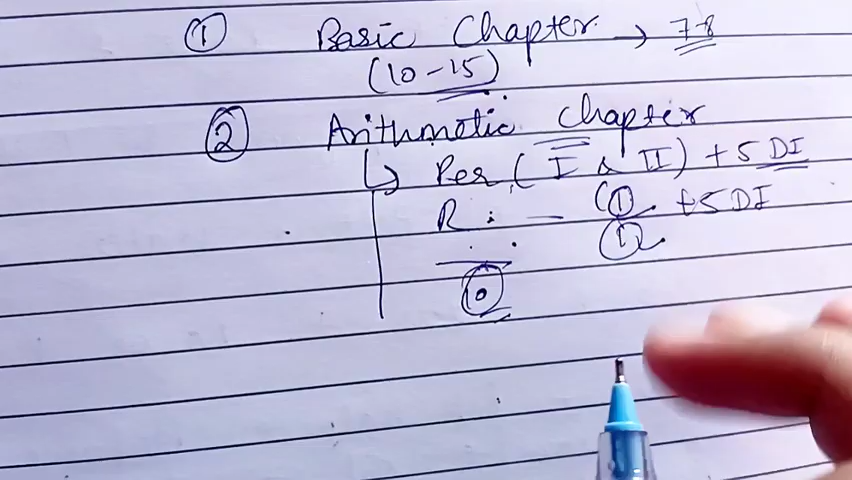 ① Basic Chapter → 7-8
(10-15)
② Arithmetic Chapter
↳ Per. (I & II) + 5 DI
R : — (1) + 5 DI
①
⑩